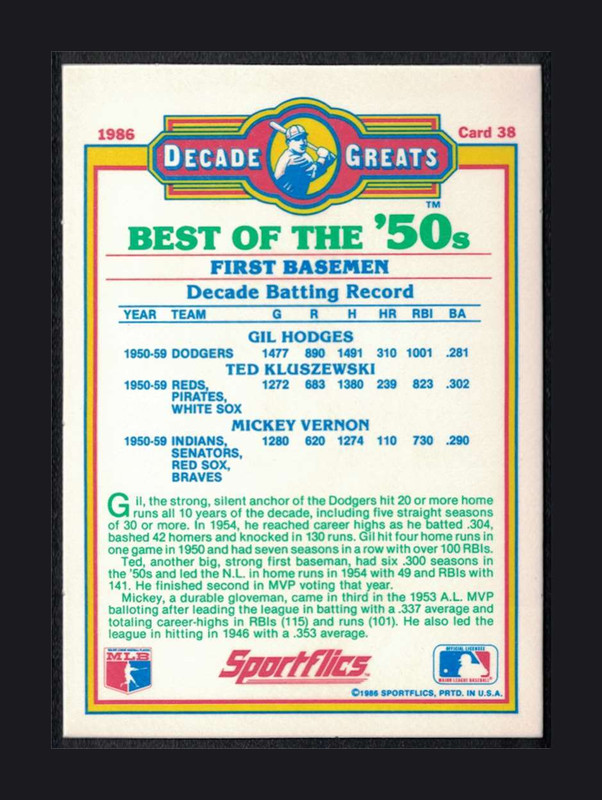 1986
Card 38
DECADE GREATS
TM
BEST OF THE '50s
FIRST BASEMEN
Decade Batting Record
YEAR TEAM G R H HR RBI BA
GIL HODGES
1950-59 DODGERS 1477 890 1491 310 1001 .281
TED KLUSZEWSKI
1950-59 REDS, 1272 683 1380 239 823 .302
PIRATES,
WHITE SOX
MICKEY VERNON
1950-59 INDIANS, 1280 620 1274 110 730 .290
SENATORS,
RED SOX,
BRAVES
Gil, the strong, silent anchor of the Dodgers hit 20 or more home
runs all 10 years of the decade, including five straight seasons
of 30 or more. In 1954, he reached career highs as he batted .304,
bashed 42 homers and knocked in 130 runs. Gil hit four home runs in
one game in 1950 and had seven seasons in a row with over 100 RBIs.
Ted, another big, strong first baseman, had six .300 seasons in
the '50s and led the N.L. in home runs in 1954 with 49 and RBIs with
141. He finished second in MVP voting that year.
Mickey, a durable gloveman, came in third in the 1953 A.L. MVP
balloting after leading the league in batting with a .337 average and
totaling career-highs in RBIs (115) and runs (101). He also led the
league in hitting in 1946 with a .353 average.
MLB
Sportflics
OFFICIAL LICENSEE
MAJOR LEAGUE BASEBALL
©1986 SPORTFLICS, PRTD. IN U.S.A.